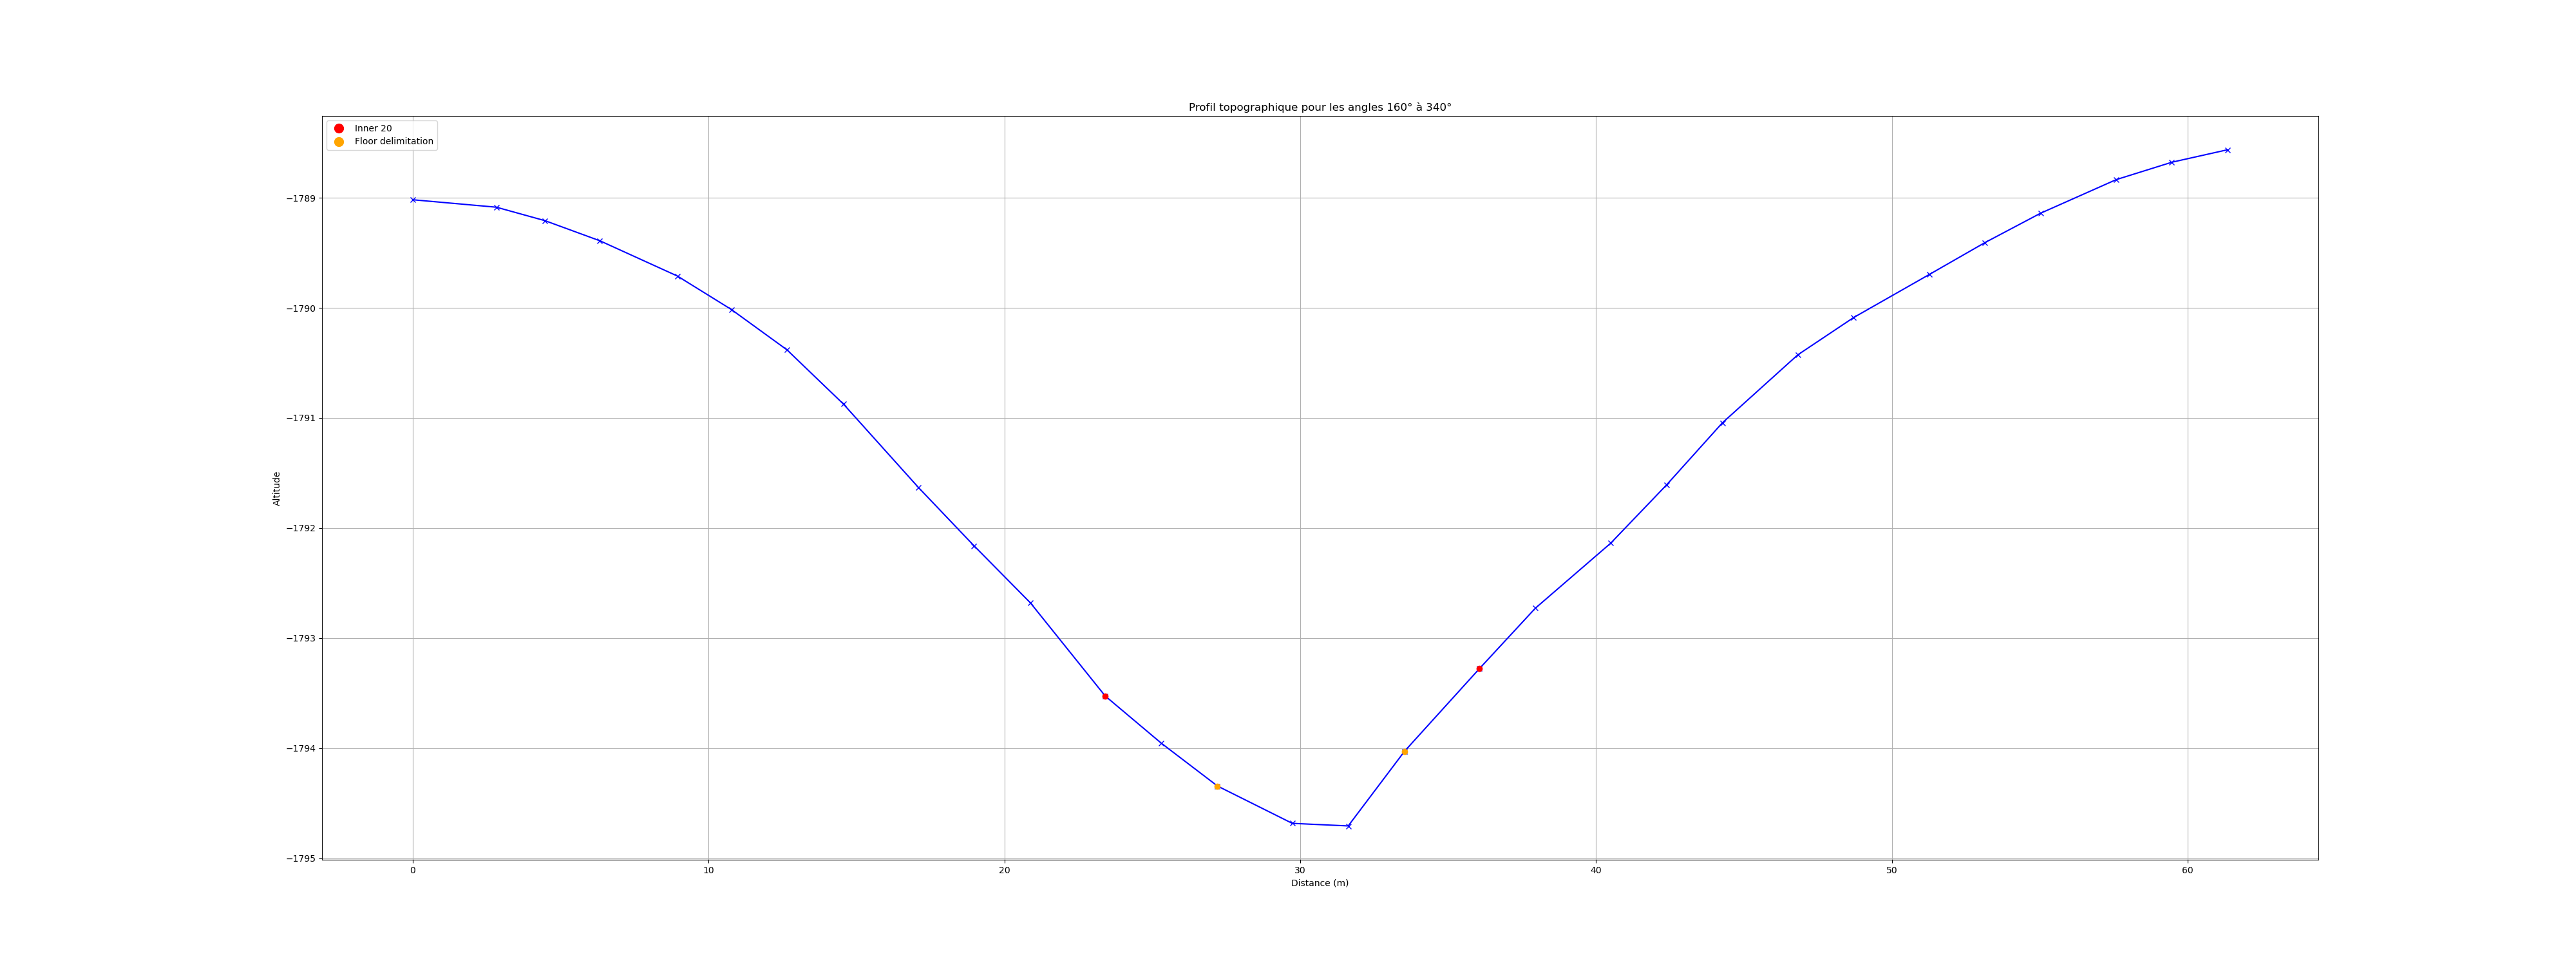 Profil topographique pour les angles 160° à 340°
Inner 20
Floor delimitation
−1789
−1790
−1791
−1792
−1793
−1794
−1795
Altitude
0 10 20 30 40 50 60
Distance (m)